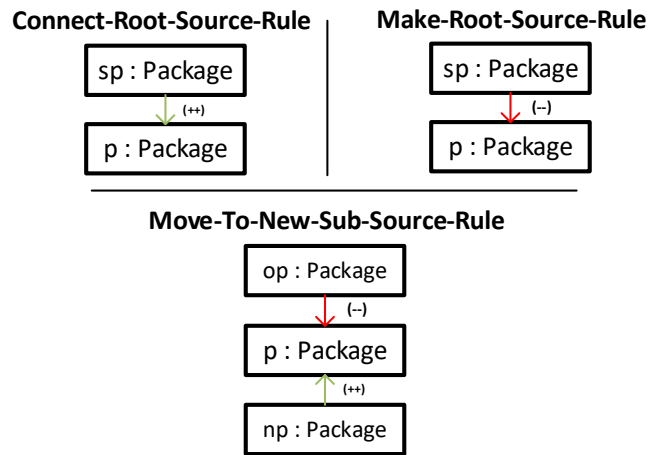 Connect-Root-Source-Rule
sp : Package
(++)
p : Package
Make-Root-Source-Rule
sp : Package
(--)
p : Package
Move-To-New-Sub-Source-Rule
op : Package
(--)
p : Package
(++)
np : Package